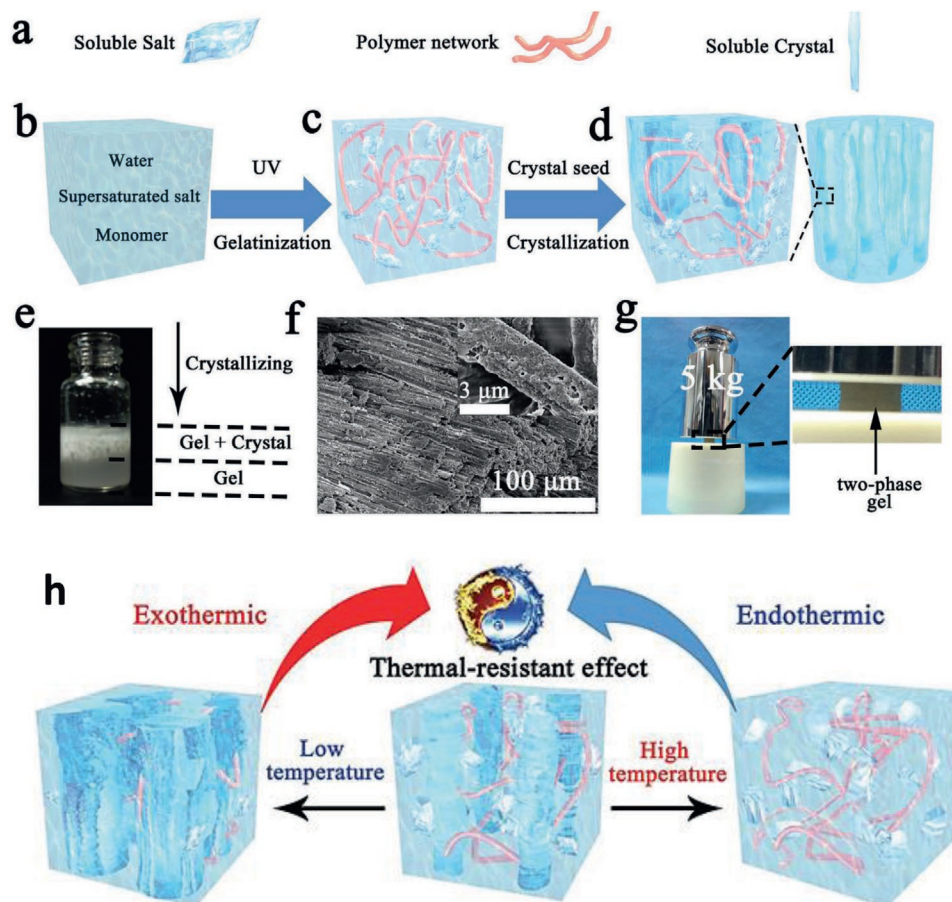 a
Soluble Salt
Polymer network
Soluble Crystal
b
Water
Supersaturated salt
Monomer
UV
Gelatinization
c
Crystal seed
Crystallization
d
e
Crystallizing
Gel + Crystal
Gel
f
3 μm
100 μm
g
5 kg
two-phase
gel
h
Exothermic
Endothermic
Thermal-resistant effect
Low
temperature
High
temperature